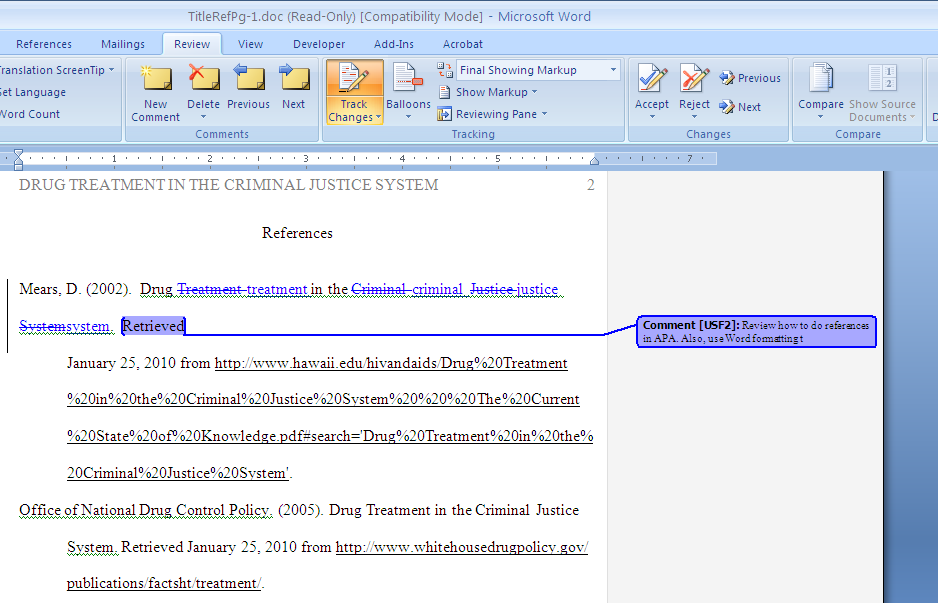 TitleRefPg-1.doc (Read-Only) [Compatibility Mode] - Microsoft Word
References Mailings Review View Developer Add-Ins Acrobat
Translation ScreenTip
Set Language
Word Count
New Comment
Delete
Previous
Next
Comments
Track Changes
Balloons
Final Showing Markup
Show Markup
Reviewing Pane
Tracking
Accept
Reject
Previous
Next
Changes
Compare
Show Source Documents
Compare
1 2 3 4 5 7
DRUG TREATMENT IN THE CRIMINAL JUSTICE SYSTEM 2
References
Mears, D. (2002). Drug Treatment treatment in the Criminal criminal Justice justice
Systemsystem. Retrieved
Comment [USF2]: Review how to do references
in APA. Also, use Word formatting t
January 25, 2010 from http://www.hawaii.edu/hivandaids/Drug%20Treatment
%20in%20the%20Criminal%20Justice%20System%20%20%20The%20Current
%20State%20of%20Knowledge.pdf#search='Drug%20Treatment%20in%20the%
20Criminal%20Justice%20System'.
Office of National Drug Control Policy. (2005). Drug Treatment in the Criminal Justice
System. Retrieved January 25, 2010 from http://www.whitehousedrugpolicy.gov/
publications/factsht/treatment/.